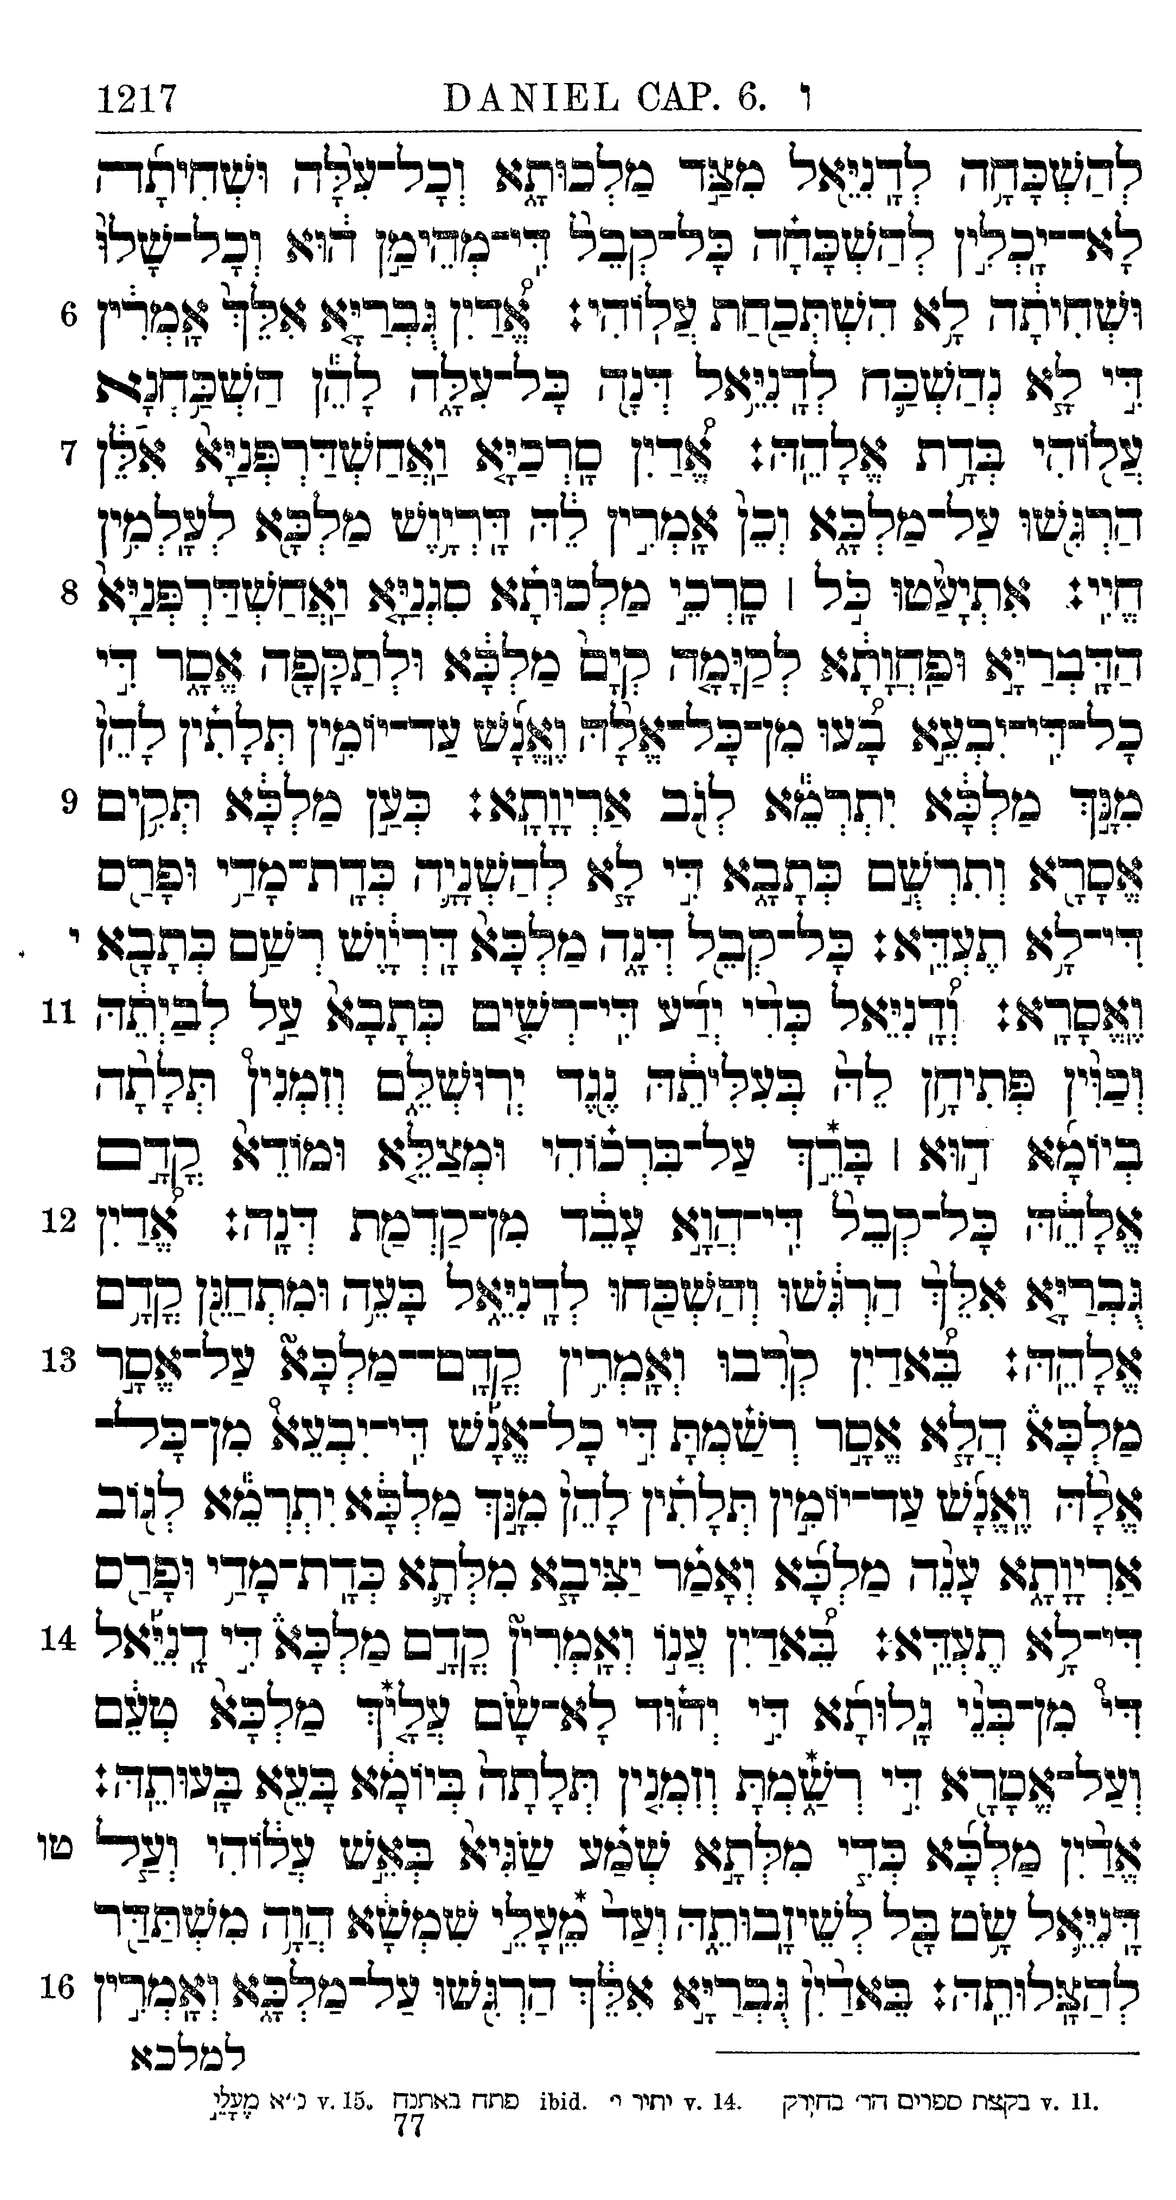 1217 DANIEL CAP. 6. ו
לְהַשְׁכָּחָה לְדָנִיֵּאל מִצַּד מַלְכוּתָא וְכָל־עִלָּה וּשְׁחִיתָה
לָא־יָכְלִין לְהַשְׁכָּחָה כָּל־קְבֵל דִּי־מְהֵימַן הוּא וְכָל־שָׁלוּ
6 וּשְׁחִיתָה לָא הִשְׁתְּכַחַת עֲלוֹהִי׃ אֱדַיִן גֻּבְרַיָּא אִלֵּךְ אָמְרִין
דִּי לָא נְהַשְׁכַּח לְדָנִיֵּאל דְּנָה כָּל־עִלָּה לָהֵן הַשְׁכַּחְנָא
7 עֲלוֹהִי בְּדָת אֱלָהֵהּ׃ אֱדַיִן סָרְכַיָּא וַאֲחַשְׁדַּרְפְּנַיָּא אִלֵּן
הַרְגִּשׁוּ עַל־מַלְכָּא וְכֵן אָמְרִין לֵהּ דָּרְיָוֶשׁ מַלְכָּא לְעָלְמִין
8 חֱיִי׃ אִתְיָעַטוּ כֹּל ׀ סָרְכֵי מַלְכוּתָא סִגְנַיָּא וַאֲחַשְׁדַּרְפְּנַיָּא
הַדָּבְרַיָּא וּפַחֲוָתָא לְקַיָּמָה קְיָם מַלְכָּא וּלְתַקָּפָה אֱסָר דִּי
כָל־דִּי־יִבְעֵא בָעוּ מִן־כָּל־אֱלָהּ וֶאֱנָשׁ עַד־יוֹמִין תְּלָתִין לָהֵן
9 מִנָּךְ מַלְכָּא יִתְרְמֵא לְגֹב אַרְיָוָתָא׃ כְּעַן מַלְכָּא תְּקִים
אֱסָרָא וְתִרְשֻׁם כְּתָבָא דִּי לָא לְהַשְׁנָיָה כְּדָת־מָדַי וּפָרַס
י דִּי־לָא תֶעְדֵּא׃ כָּל־קְבֵל דְּנָה מַלְכָּא דָּרְיָוֶשׁ רְשַׁם כְּתָבָא
11 וֶאֱסָרָא׃ וְדָנִיֵּאל כְּדִי יְדַע דִּי־רְשִׁים כְּתָבָא עַל לְבַיְתֵהּ
וְכַוִּין פְּתִיחָן לֵהּ בְּעִלִּיתֵהּ נֶגֶד יְרוּשְׁלֶם וְזִמְנִין תְּלָתָה
בְיוֹמָא הוּא ׀ בָּרֵךְ* עַל־בִּרְכוֹהִי וּמְצַלֵּא וּמוֹדֵא קֳדָם
12 אֱלָהֵהּ כָּל־קְבֵל דִּי־הֲוָא עָבֵד מִן־קַדְמַת דְּנָה׃ אֱדַיִן
גֻּבְרַיָּא אִלֵּךְ הַרְגִּשׁוּ וְהַשְׁכַּחוּ לְדָנִיֵּאל בָּעֵה וּמִתְחַנֵּן קֳדָם
13 אֱלָהֵהּ׃ בֵּאדַיִן קְרִבוּ וְאָמְרִין קֳדָם־מַלְכָּא עַל־אֱסָר
מַלְכָּא הֲלָא אֱסָר רְשַׁמְתָּ דִּי כָל־אֱנָשׁ דִּי־יִבְעֵא מִן־כָּל־
אֱלָהּ וֶאֱנָשׁ עַד־יוֹמִין תְּלָתִין לָהֵן מִנָּךְ מַלְכָּא יִתְרְמֵא לְגוֹב
אַרְיָוָתָא עָנֵה מַלְכָּא וְאָמַר יַצִּיבָא מִלְּתָא כְּדָת־מָדַי וּפָרַס
14 דִּי־לָא תֶעְדֵּא׃ בֵּאדַיִן עֲנוֹ וְאָמְרִין קֳדָם מַלְכָּא דִּי דָנִיֵּאל
דִּי מִן־בְּנֵי גָלוּתָא דִּי יְהוּד לָא־שָׂם עֲלָיִךְ* מַלְכָּא טְעֵם
וְעַל־אֱסָרָא דִּי רְשַׁמְתָּ* וְזִמְנִין תְּלָתָה בְּיוֹמָא בָּעֵא בָּעוּתֵהּ׃
טו אֱדַיִן מַלְכָּא כְּדִי מִלְּתָא שְׁמַע שַׂגִּיא בְּאֵשׁ עֲלוֹהִי וְעַל
דָּנִיֵּאל שָׂם בָּל לְשֵׁיזָבוּתֵהּ וְעַד *מֶעָלֵי שִׁמְשָׁא הֲוָה מִשְׁתַּדַּר
16 לְהַצָּלוּתֵהּ׃ בֵּאדַיִן גֻּבְרַיָּא אִלֵּךְ הַרְגִּשׁוּ עַל־מַלְכָּא וְאָמְרִין
למלכא
v. 11. בקצת ספרים הר׳ בחירק v. 14. יתיר י׳ ibid. פתח באתנח v. 15. נ״א מֶעָלֵי
77